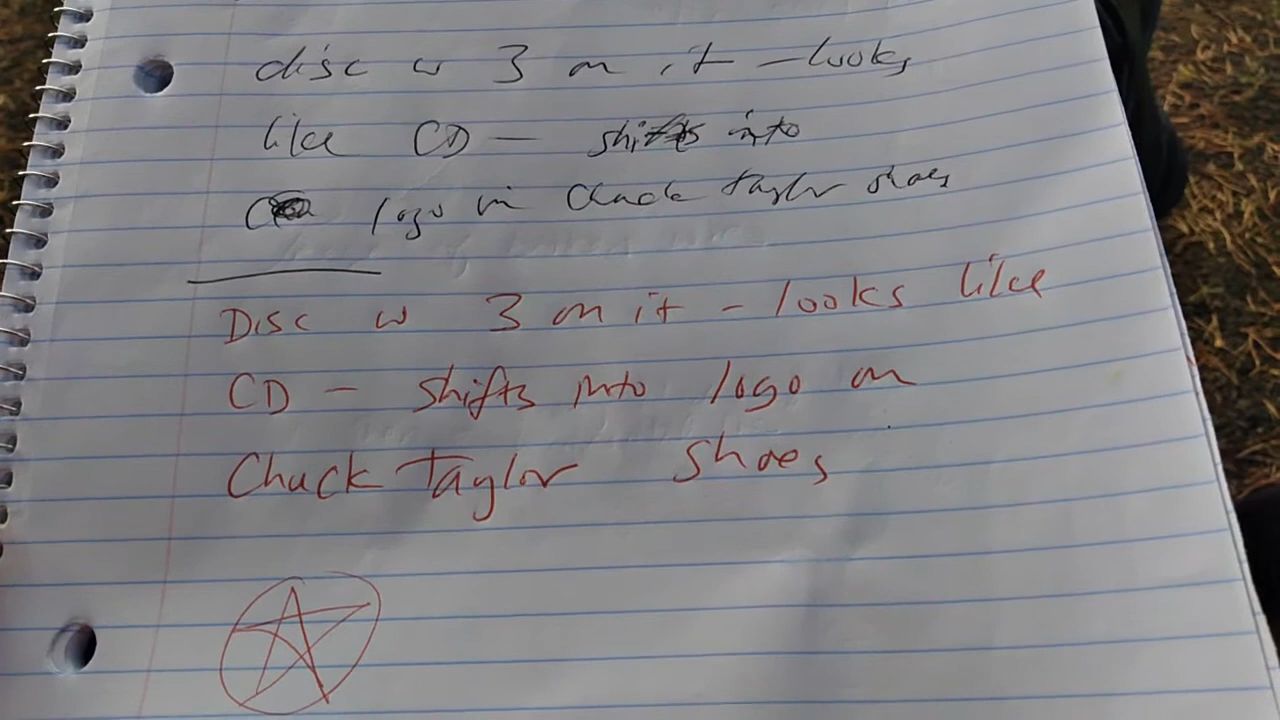 disc w 3 on it - looks
like CD - shifts into
logo in Chuck Taylor shoes
Disc w 3 on it - looks like
CD - shifts into logo on
Chuck Taylor shoes